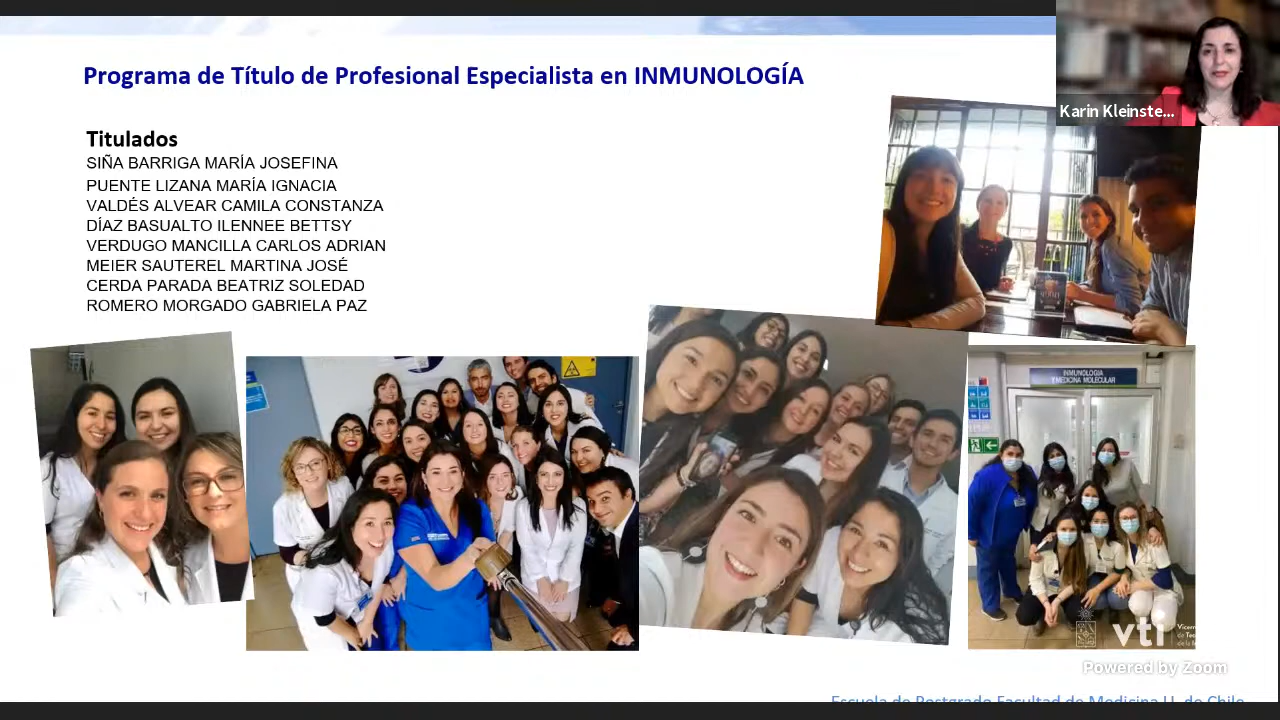 Programa de Título de Profesional Especialista en INMUNOLOGÍA
Karin Kleinste...
Titulados
SIÑA BARRIGA MARÍA JOSEFINA
PUENTE LIZANA MARÍA IGNACIA
VALDÉS ALVEAR CAMILA CONSTANZA
DÍAZ BASUALTO ILENNEE BETTSY
VERDUGO MANCILLA CARLOS ADRIAN
MEIER SAUTEREL MARTINA JOSÉ
CERDA PARADA BEATRIZ SOLEDAD
ROMERO MORGADO GABRIELA PAZ
INMUNOLOGIA
Y MEDICINA MOLECULAR
vti
Powered by Zoom
Escuela de Postgrado Facultad de Medicina U. de Chile